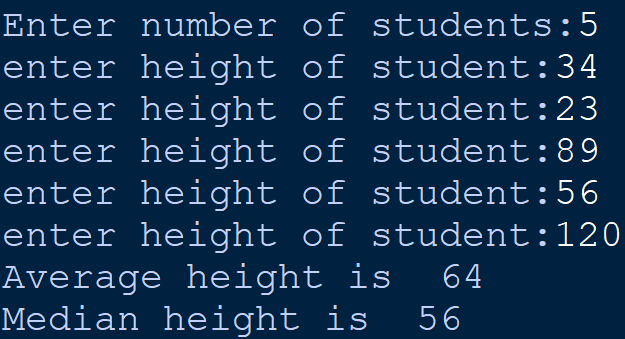 Enter number of students:5
enter height of student:34
enter height of student:23
enter height of student:89
enter height of student:56
enter height of student:120
Average height is  64
Median height is  56